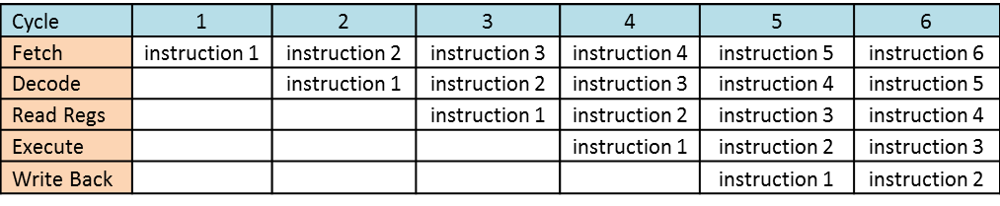 Cycle 1 2 3 4 5 6
Fetch instruction 1 instruction 2 instruction 3 instruction 4 instruction 5 instruction 6
Decode instruction 1 instruction 2 instruction 3 instruction 4 instruction 5
Read Regs instruction 1 instruction 2 instruction 3 instruction 4
Execute instruction 1 instruction 2 instruction 3
Write Back instruction 1 instruction 2